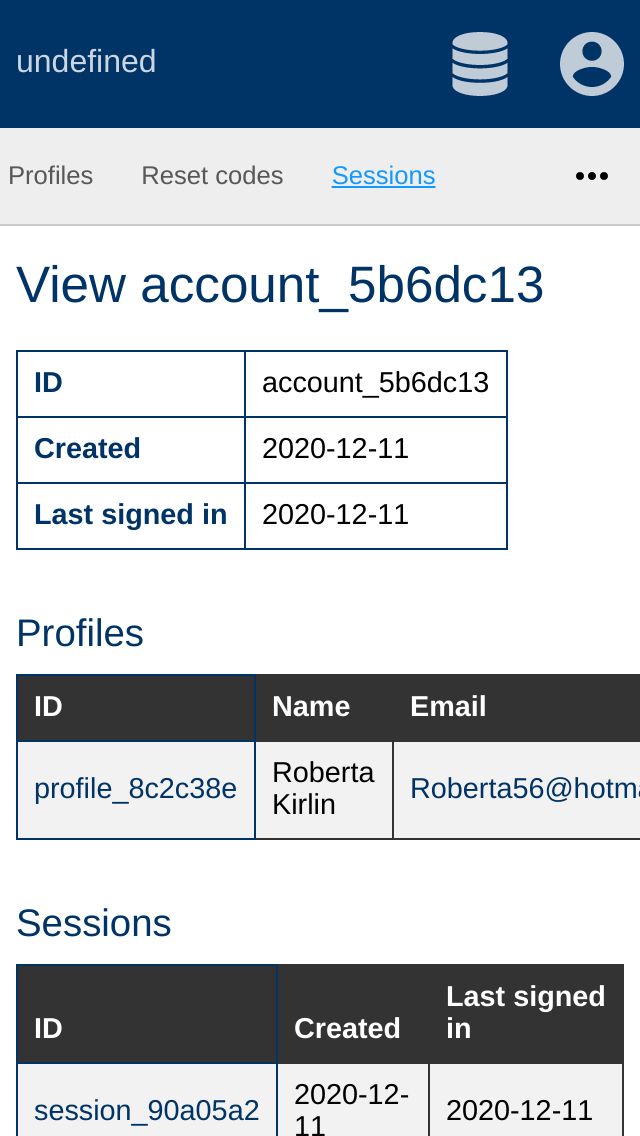 undefined
Profiles Reset codes Sessions •••
View account_5b6dc13
ID account_5b6dc13
Created 2020-12-11
Last signed in 2020-12-11
Profiles
ID Name Email
profile_8c2c38e Roberta Kirlin Roberta56@hotma
Sessions
ID Created Last signed in
session_90a05a2 2020-12-11 2020-12-11